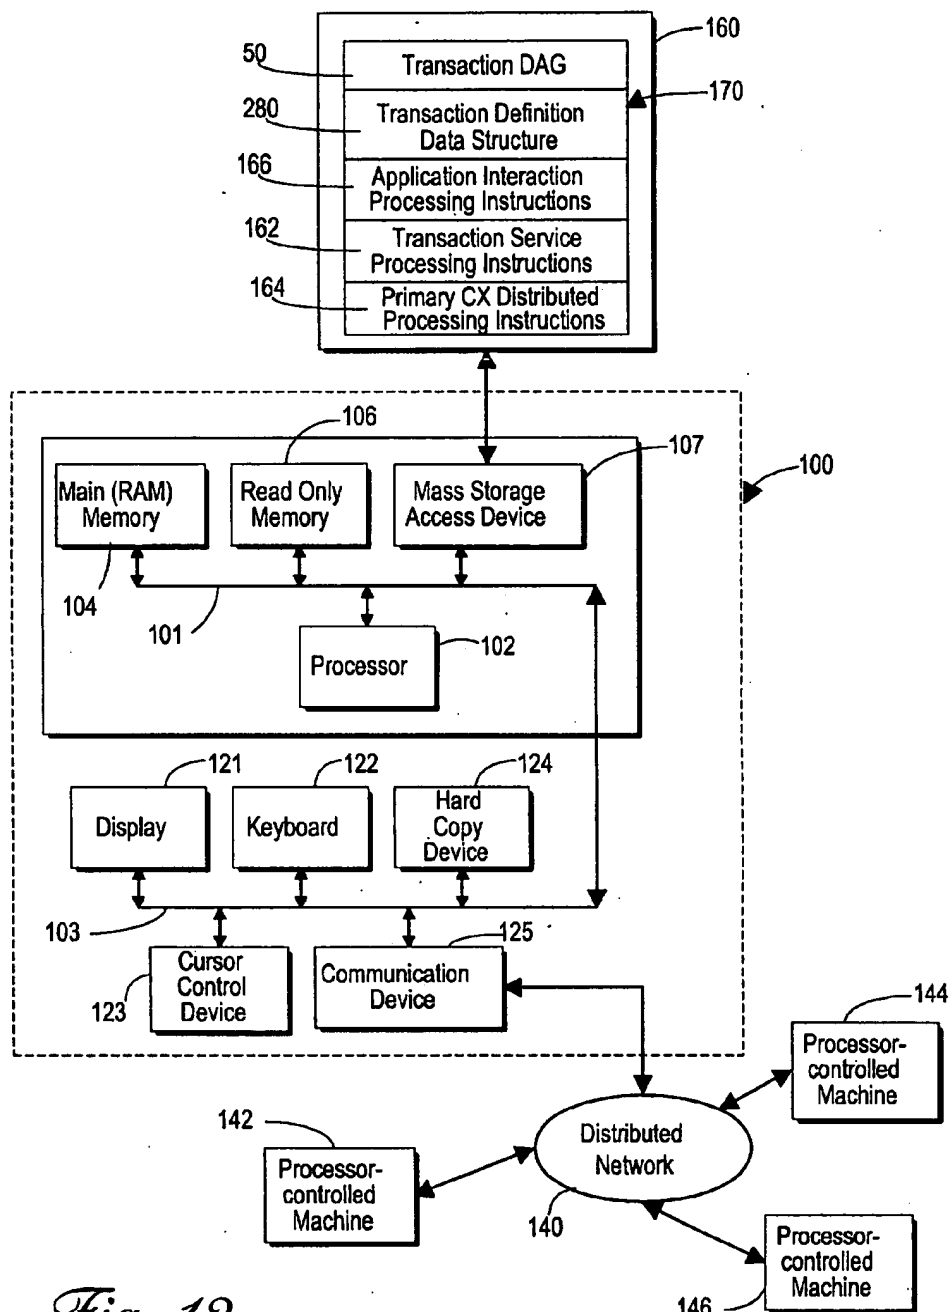 160
50
Transaction DAG
170
280
Transaction Definition
Data Structure
166
Application Interaction
Processing Instructions
162
Transaction Service
Processing Instructions
164
Primary CX Distributed
Processing Instructions
106
107
100
Main (RAM)
Memory
Read Only
Memory
Mass Storage
Access Device
104
101
102
Processor
121
122
124
Display
Keyboard
Hard
Copy
Device
103
125
Cursor
Control
Device
123
Communication
Device
144
Processor-
controlled
Machine
142
Distributed
Network
Processor-
controlled
Machine
140
Processor-
controlled
Machine
146